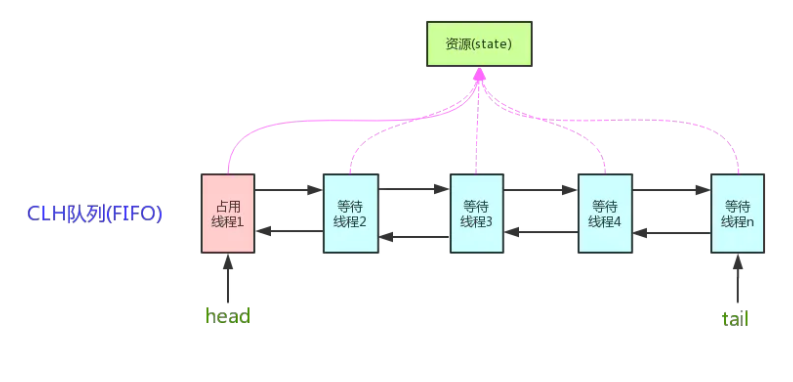 资源(state)
CLH队列(FIFO)
占用
线程1
等待
线程2
等待
线程3
等待
线程4
等待
线程n
head
tail